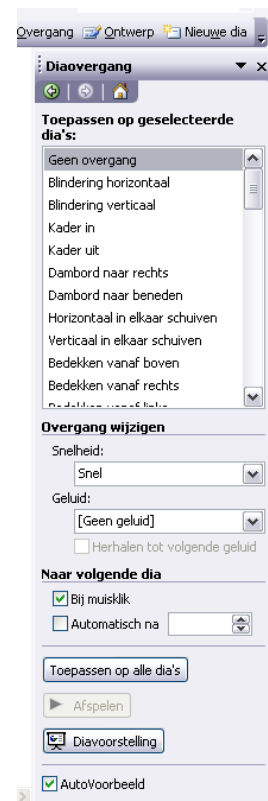 Overgang Ontwerp Nieuwe dia
Diaovergang
Toepassen op geselecteerde
dia's:
Geen overgang
Blindering horizontaal
Blindering verticaal
Kader in
Kader uit
Dambord naar rechts
Dambord naar beneden
Horizontaal in elkaar schuiven
Verticaal in elkaar schuiven
Bedekken vanaf boven
Bedekken vanaf rechts
Bedekken vanaf links
Overgang wijzigen
Snelheid:
Snel
Geluid:
[Geen geluid]
Herhalen tot volgende geluid
Naar volgende dia
Bij muisklik
Automatisch na
Toepassen op alle dia's
Afspelen
Diavoorstelling
AutoVoorbeeld